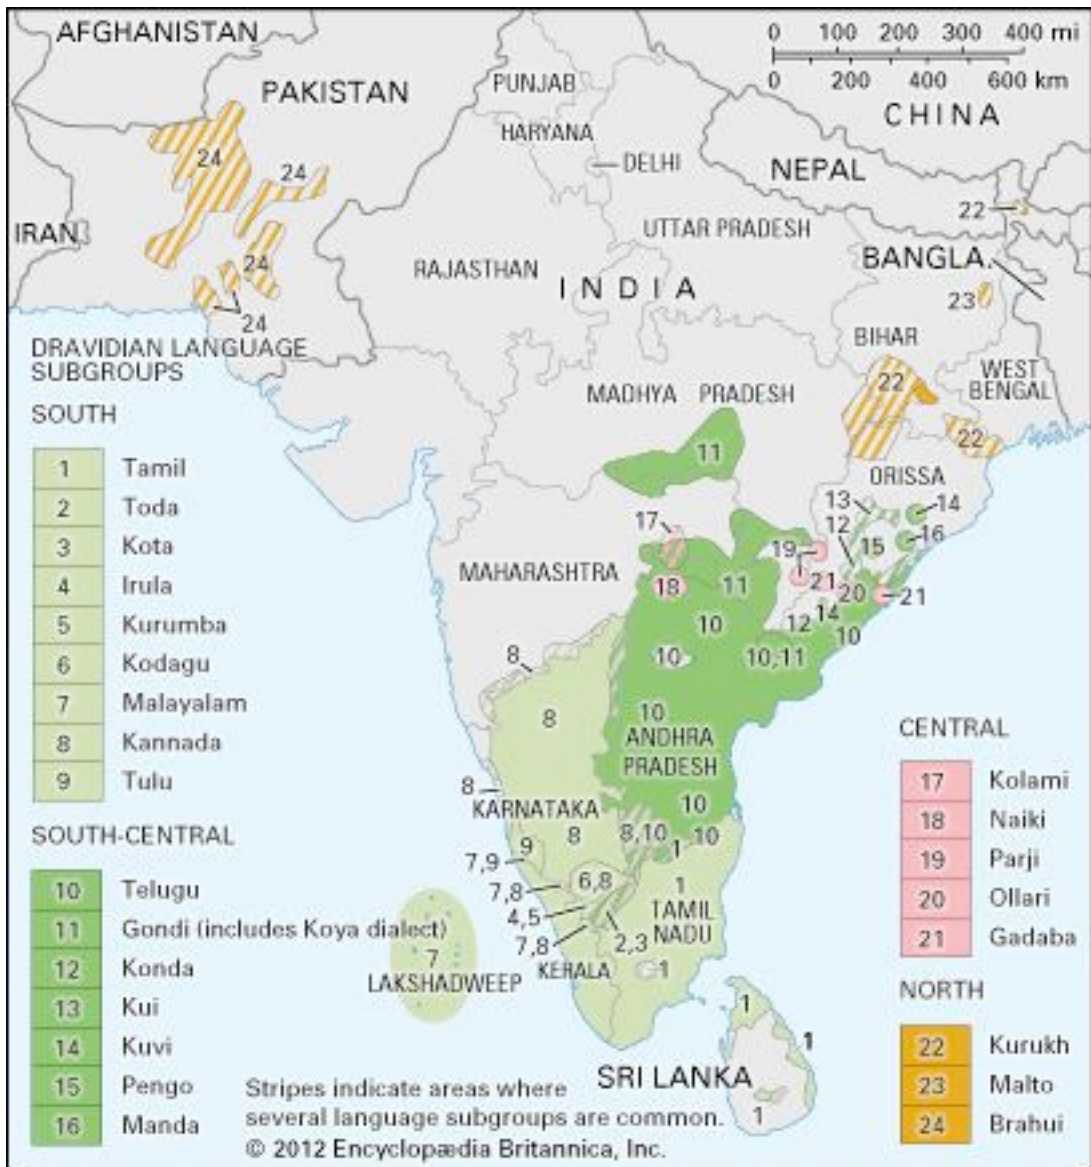 AFGHANISTAN
PAKISTAN
PUNJAB
HARYANA
DELHI
0 100 200 300 400 mi
0 200 400 600 km
CHINA
NEPAL
24
24
22
IRAN
UTTAR PRADESH
BANGLA.
RAJASTHAN
INDIA
24
23
24
BIHAR
WEST
BENGAL
MADHYA PRADESH
22
22
11
ORISSA
13
14
17
12
16
19
15
MAHARASHTRA
18
11
21
20
21
10
14
12
10
8
10
10,11
8
10
ANDHRA
PRADESH
8
KARNATAKA
10
8
8,10
10
9
1
7,9
6,8
7,8
1
4,5
TAMIL
NADU
7,8
2,3
7
KERALA
1
LAKSHADWEEP
1
1
SRI LANKA
1
DRAVIDIAN LANGUAGE
SUBGROUPS
SOUTH
1 Tamil
2 Toda
3 Kota
4 Irula
5 Kurumba
6 Kodagu
7 Malayalam
8 Kannada
9 Tulu
SOUTH-CENTRAL
10 Telugu
11 Gondi (includes Koya dialect)
12 Konda
13 Kui
14 Kuvi
15 Pengo
16 Manda
CENTRAL
17 Kolami
18 Naiki
19 Parji
20 Ollari
21 Gadaba
NORTH
22 Kurukh
23 Malto
24 Brahui
Stripes indicate areas where
several language subgroups are common.
© 2012 Encyclopædia Britannica, Inc.